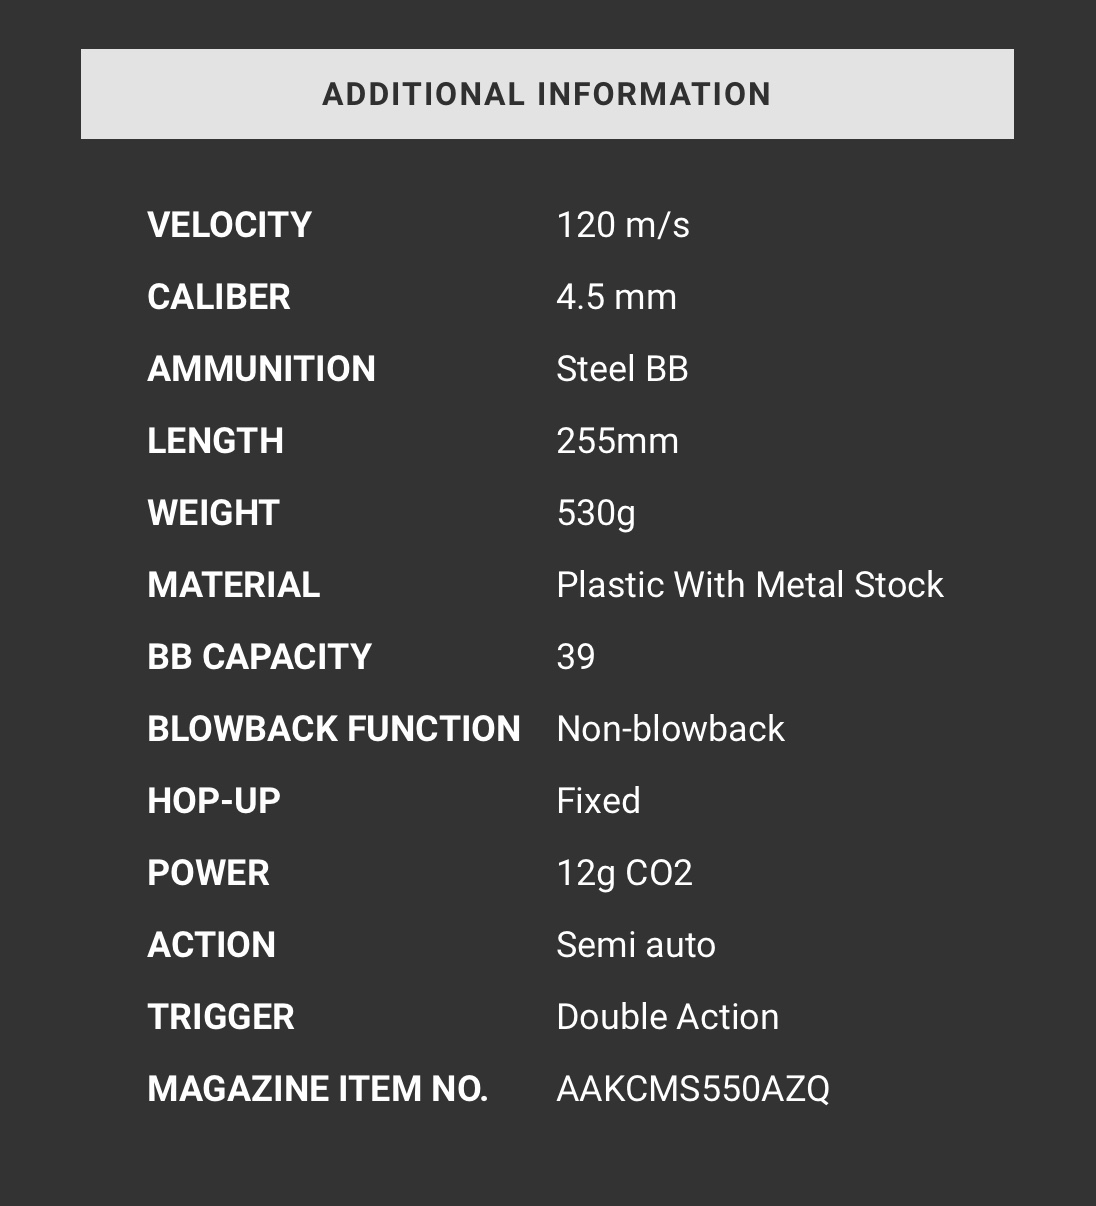 ADDITIONAL INFORMATION
VELOCITY 120 m/s
CALIBER 4.5 mm
AMMUNITION Steel BB
LENGTH 255mm
WEIGHT 530g
MATERIAL Plastic With Metal Stock
BB CAPACITY 39
BLOWBACK FUNCTION Non-blowback
HOP-UP Fixed
POWER 12g CO2
ACTION Semi auto
TRIGGER Double Action
MAGAZINE ITEM NO. AAKCMS550AZQ